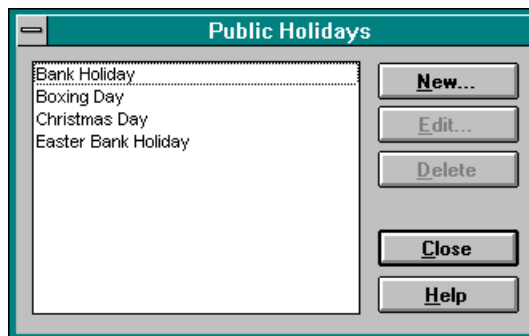 Public Holidays
Bank Holiday
Boxing Day
Christmas Day
Easter Bank Holiday
New...
Edit...
Delete
Close
Help